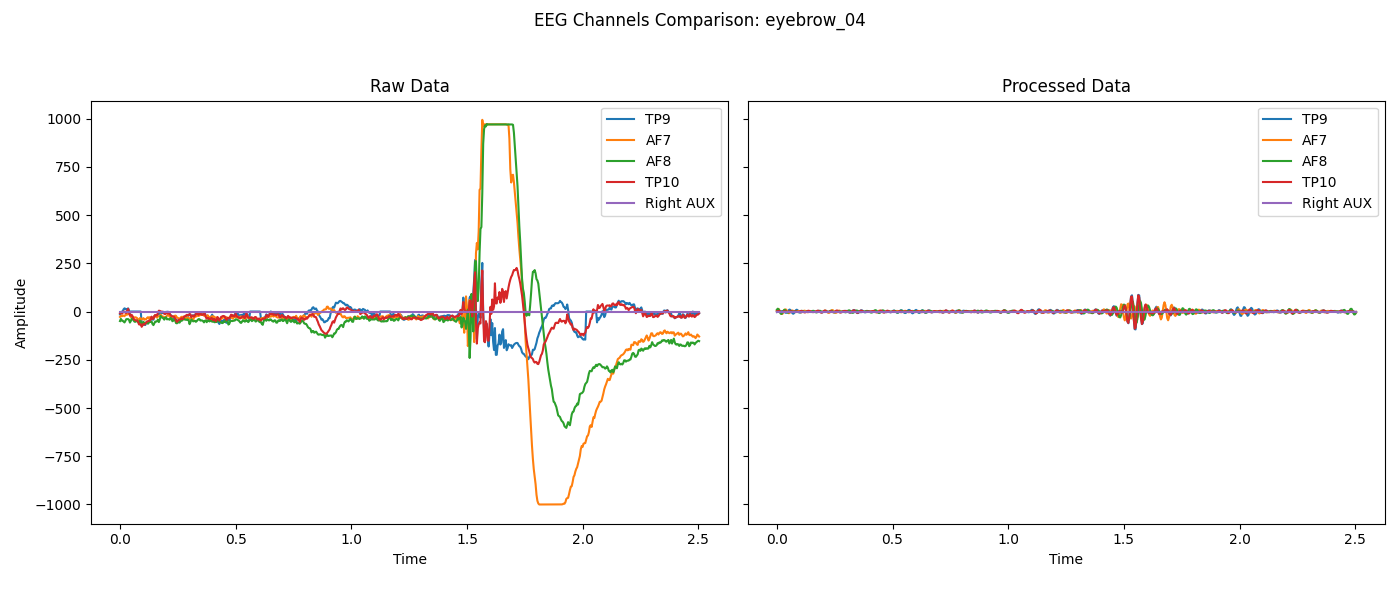 EEG Channels Comparison: eyebrow_04
Raw Data
1000
750
500
250
0
−250
−500
−750
−1000
Amplitude
0.0
0.5
1.0
1.5
2.0
2.5
Time
TP9
AF7
AF8
TP10
Right AUX
Processed Data
TP9
AF7
AF8
TP10
Right AUX
0.0
0.5
1.0
1.5
2.0
2.5
Time